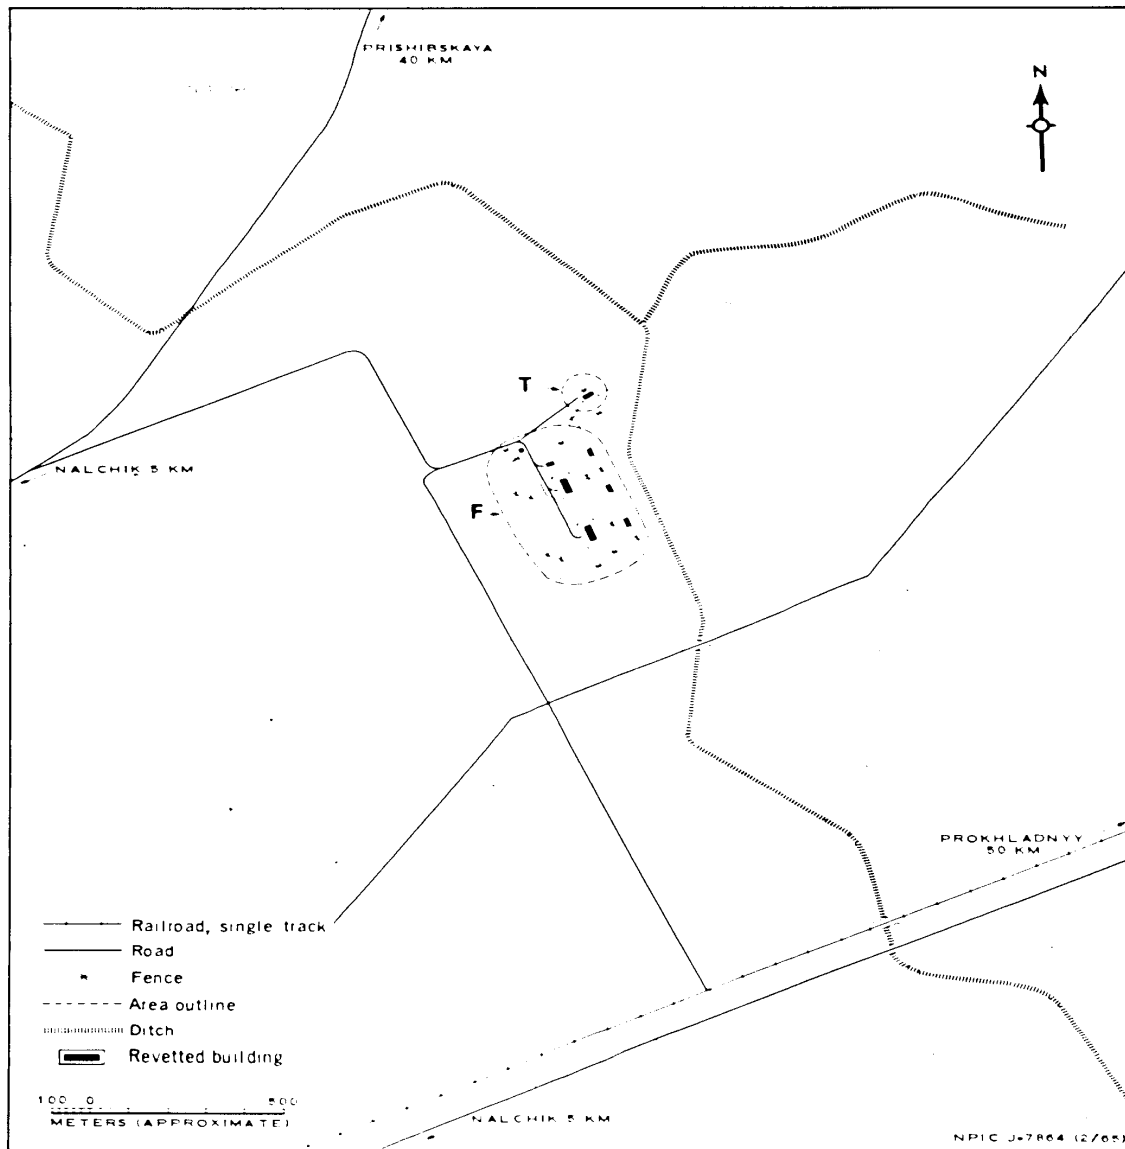 PRISHIBSKAYA
40 KM
N
T
NALCHIK 5 KM
F
PROKHLADNYY
50 KM
Railroad, single track
Road
Fence
Area outline
Ditch
Revetted building
100 0 500
METERS (APPROXIMATE)
NALCHIK 5 KM
NPIC J-7864 (2/65)